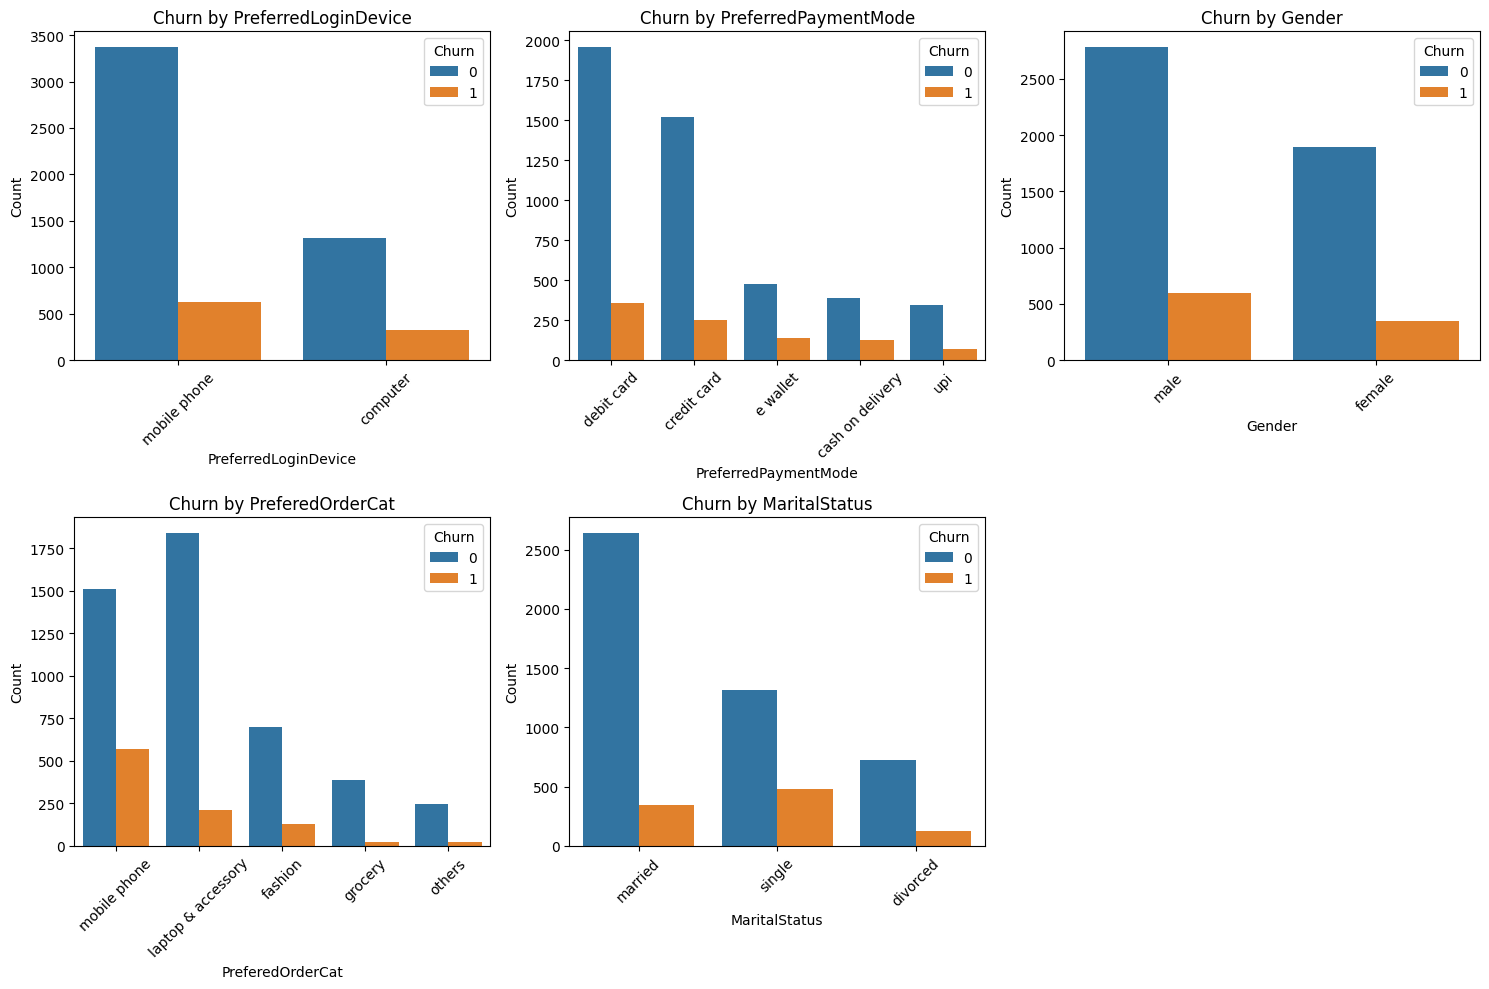 Churn by PreferredLoginDevice
Churn
0
1
3500
3000
2500
2000
1500
1000
500
0
Count
mobile phone
computer
PreferredLoginDevice
Churn by PreferredPaymentMode
Churn
0
1
2000
1750
1500
1250
1000
750
500
250
0
Count
debit card
credit card
e wallet
cash on delivery
upi
PreferredPaymentMode
Churn by Gender
Churn
0
1
2500
2000
1500
1000
500
0
Count
male
female
Gender
Churn by PreferedOrderCat
Churn
0
1
1750
1500
1250
1000
750
500
250
0
Count
mobile phone
laptop & accessory
fashion
grocery
others
PreferedOrderCat
Churn by MaritalStatus
Churn
0
1
2500
2000
1500
1000
500
0
Count
married
single
divorced
MaritalStatus